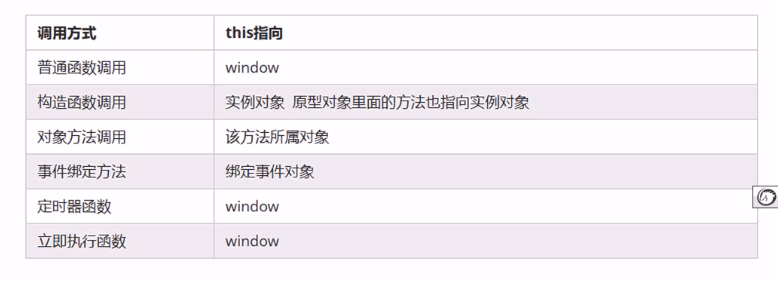 调用方式 this指向
普通函数调用 window
构造函数调用 实例对象 原型对象里面的方法也指向实例对象
对象方法调用 该方法所属对象
事件绑定方法 绑定事件对象
定时器函数 window
立即执行函数 window